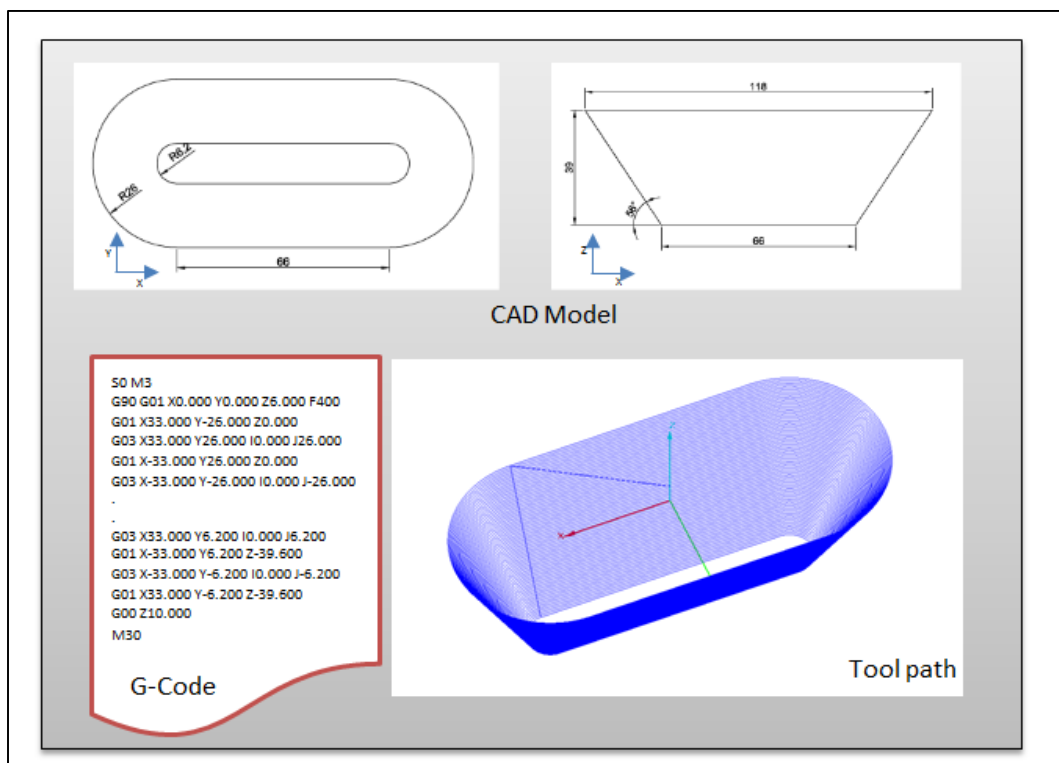 R6.2
R26
66
Y
X
118
39
56°
66
Z
X
CAD Model
S0 M3
G90 G01 X0.000 Y0.000 Z6.000 F400
G01 X33.000 Y-26.000 Z0.000
G03 X33.000 Y26.000 I0.000 J26.000
G01 X-33.000 Y26.000 Z0.000
G03 X-33.000 Y-26.000 I0.000 J-26.000
.
.
G03 X33.000 Y6.200 I0.000 J6.200
G01 X-33.000 Y6.200 Z-39.600
G03 X-33.000 Y-6.200 I0.000 J-6.200
G01 X33.000 Y-6.200 Z-39.600
G00 Z10.000
M30
G-Code
X
Tool path